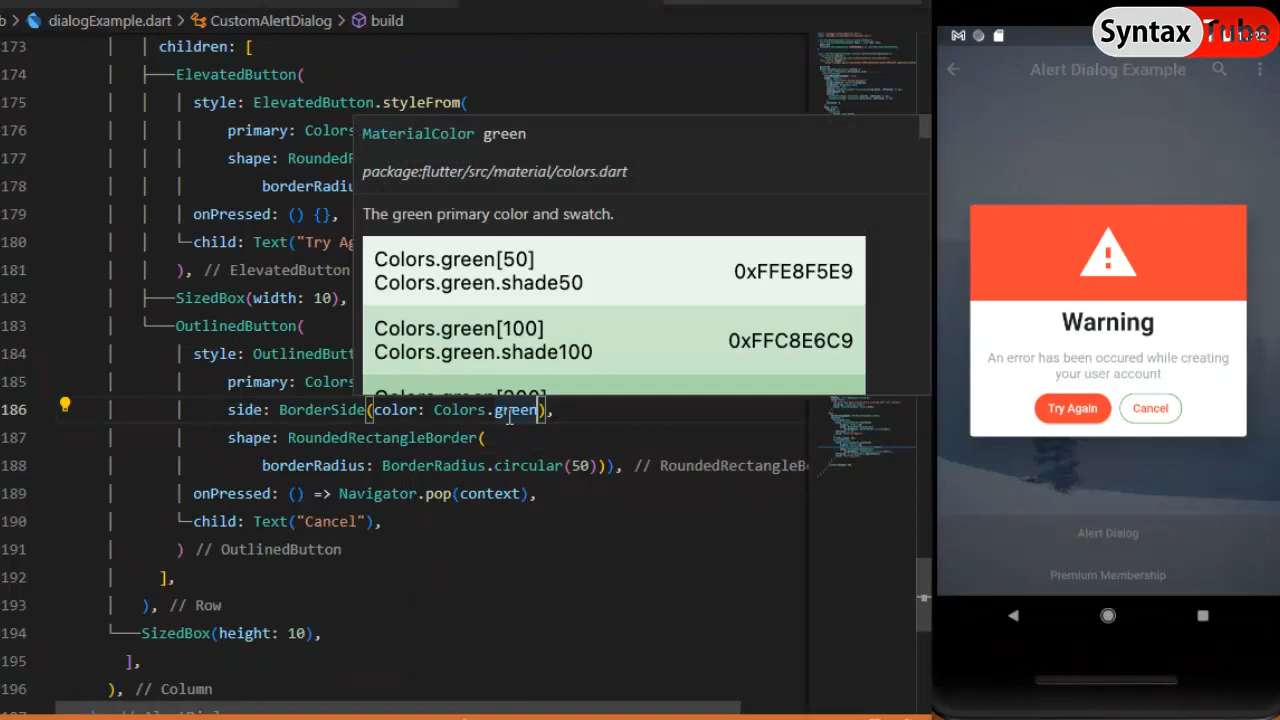 b > dialogExample.dart > CustomAlertDialog > build
173 children: [
174 ElevatedButton(
175 style: ElevatedButton.styleFrom(
176 primary: Colors
177 shape: RoundedR
178 borderRadiu
179 onPressed: () {},
180 child: Text("Try Ag
181 ), // ElevatedButton
182 SizedBox(width: 10),
183 OutlinedButton(
184 style: OutlinedButt
185 primary: Colors
186 side: BorderSide(color: Colors.green),
187 shape: RoundedRectangleBorder(
188 borderRadius: BorderRadius.circular(50))), // RoundedRectangleBo
189 onPressed: () => Navigator.pop(context),
190 child: Text("Cancel"),
191 ) // OutlinedButton
192 ],
193 ), // Row
194 SizedBox(height: 10),
195 ],
196 ), // Column
MaterialColor green
package:flutter/src/material/colors.dart
The green primary color and swatch.
Colors.green[50]
Colors.green.shade50
0xFFE8F5E9
Colors.green[100]
Colors.green.shade100
0xFFC8E6C9
SyntaxTube
Alert Dialog Example
Warning
An error has been occured while creating
your user account
Try Again
Cancel
Alert Dialog
Premium Membership